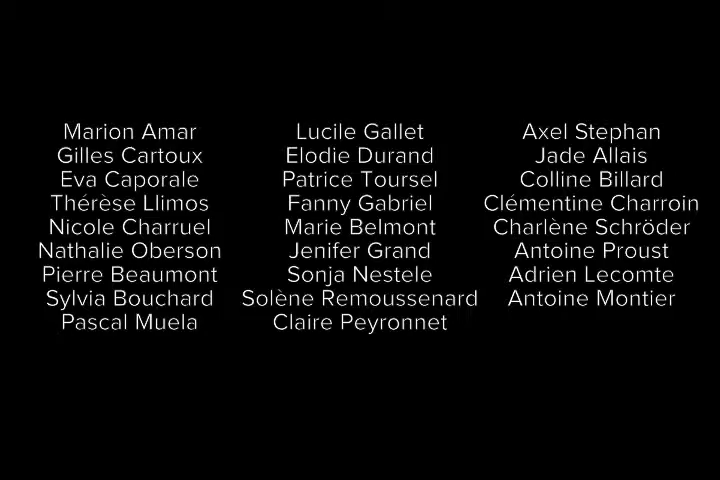 Marion Amar
Gilles Cartoux
Eva Caporale
Thérèse Llimos
Nicole Charruel
Nathalie Oberson
Pierre Beaumont
Sylvia Bouchard
Pascal Muela
Lucile Gallet
Elodie Durand
Patrice Toursel
Fanny Gabriel
Marie Belmont
Jenifer Grand
Sonja Nestele
Solène Remoussenard
Claire Peyronnet
Axel Stephan
Jade Allais
Colline Billard
Clémentine Charroin
Charlène Schröder
Antoine Proust
Adrien Lecomte
Antoine Montier